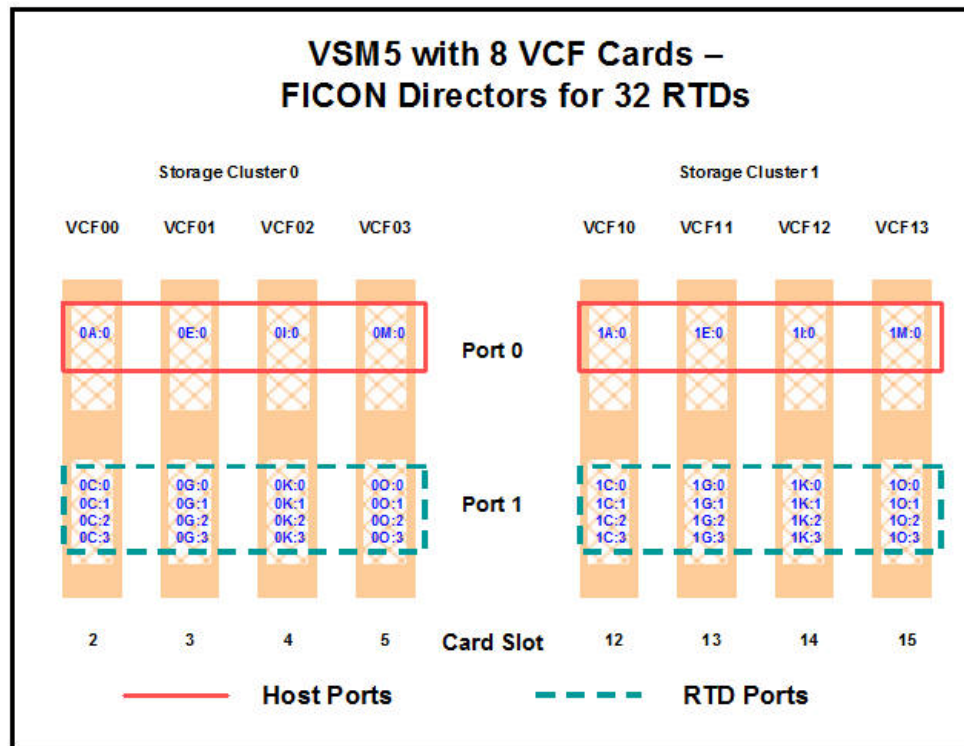 VSM5 with 8 VCF Cards –
FICON Directors for 32 RTDs
Storage Cluster 0 Storage Cluster 1
VCF00 VCF01 VCF02 VCF03 VCF10 VCF11 VCF12 VCF13
0A:0 0E:0 0I:0 0M:0 1A:0 1E:0 1I:0 1M:0
Port 0
0C:0 0G:0 0K:0 0O:0 1C:0 1G:0 1K:0 1O:0
0C:1 0G:1 0K:1 0O:1 1C:1 1G:1 1K:1 1O:1
Port 1
0C:2 0G:2 0K:2 0O:2 1C:2 1G:2 1K:2 1O:2
0C:3 0G:3 0K:3 0O:3 1C:3 1G:3 1K:3 1O:3
2 3 4 5 Card Slot 12 13 14 15
Host Ports RTD Ports